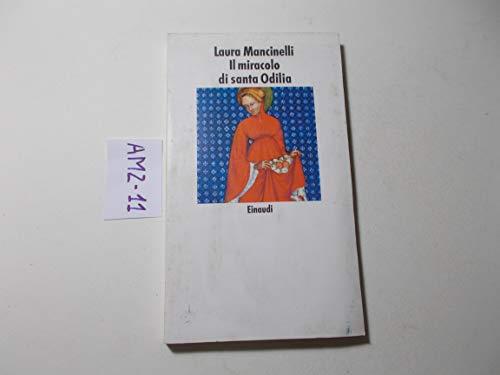 Laura Mancinelli
Il miracolo
di santa Odilia
Einaudi
AMZ-11